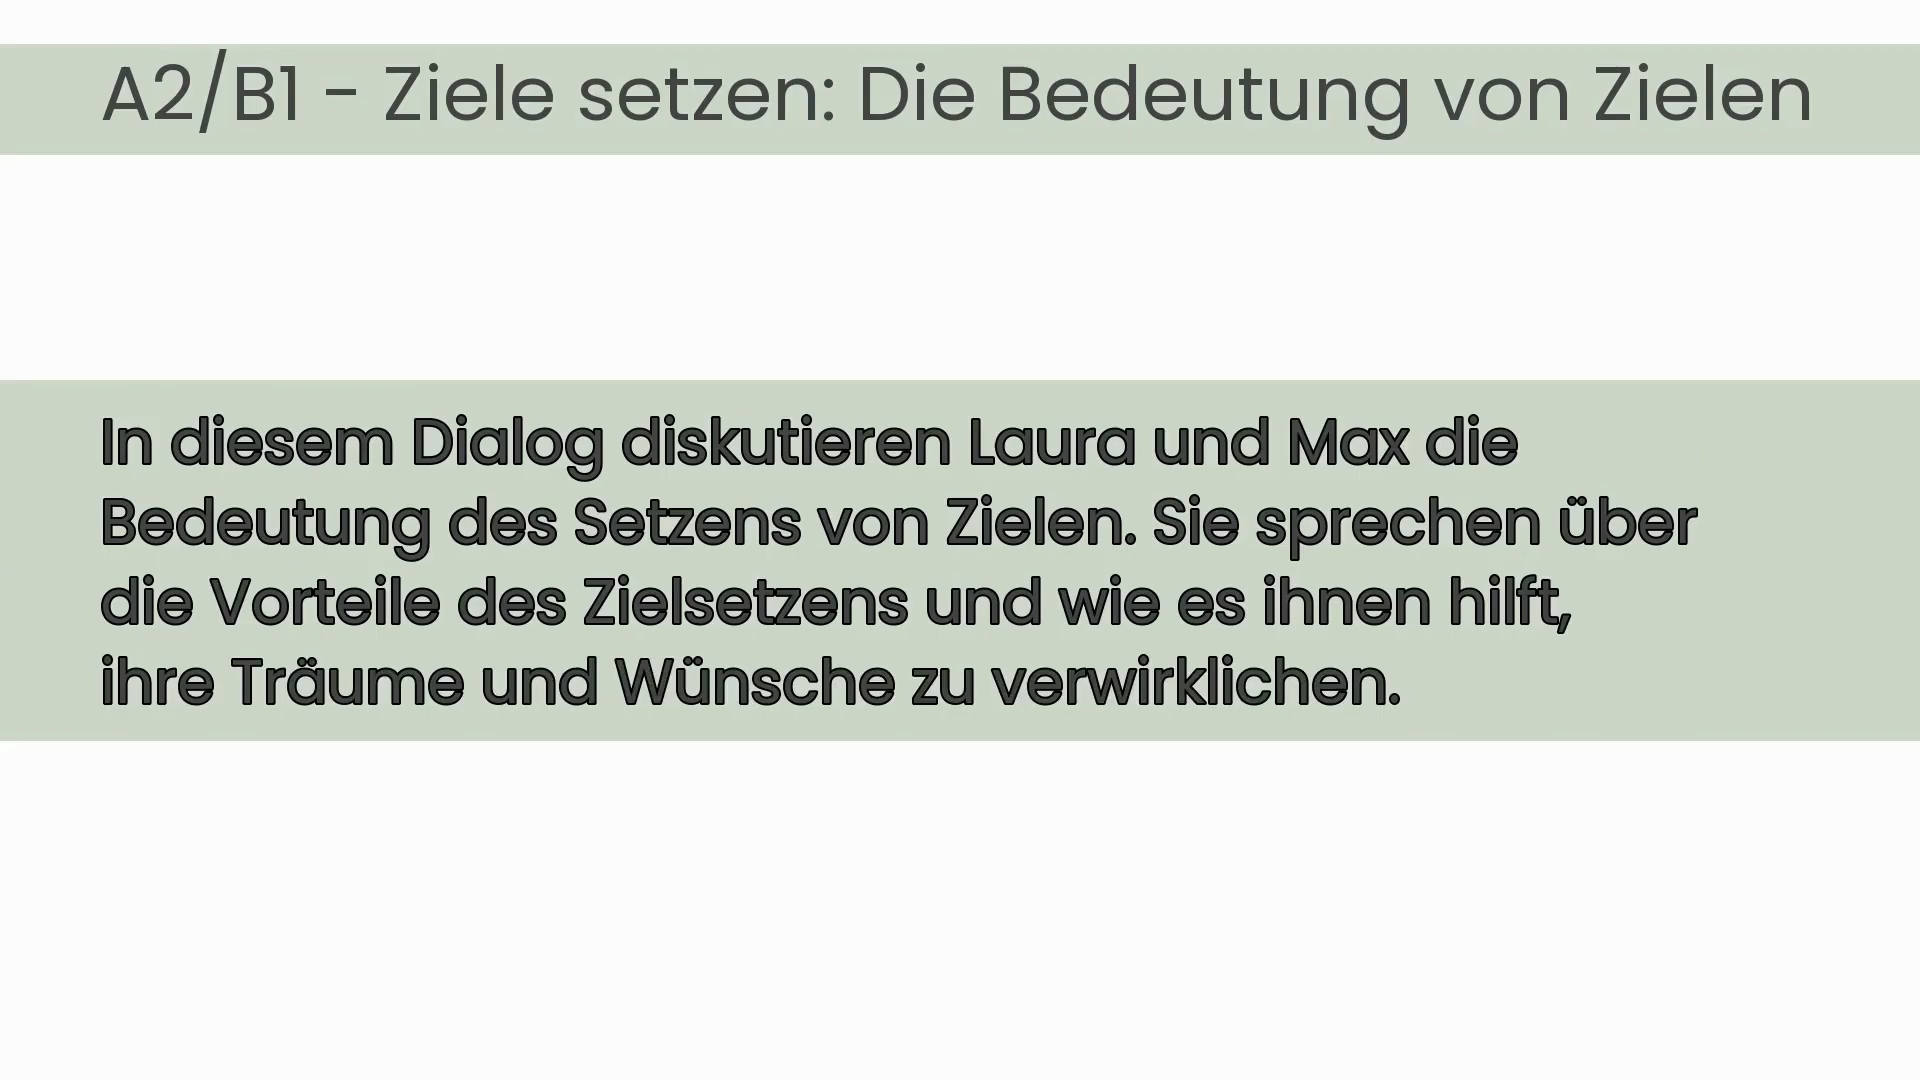 A2/B1 - Ziele setzen: Die Bedeutung von Zielen
In diesem Dialog diskutieren Laura und Max die
Bedeutung des Setzens von Zielen. Sie sprechen über
die Vorteile des Zielsetzens und wie es ihnen hilft,
ihre Träume und Wünsche zu verwirklichen.